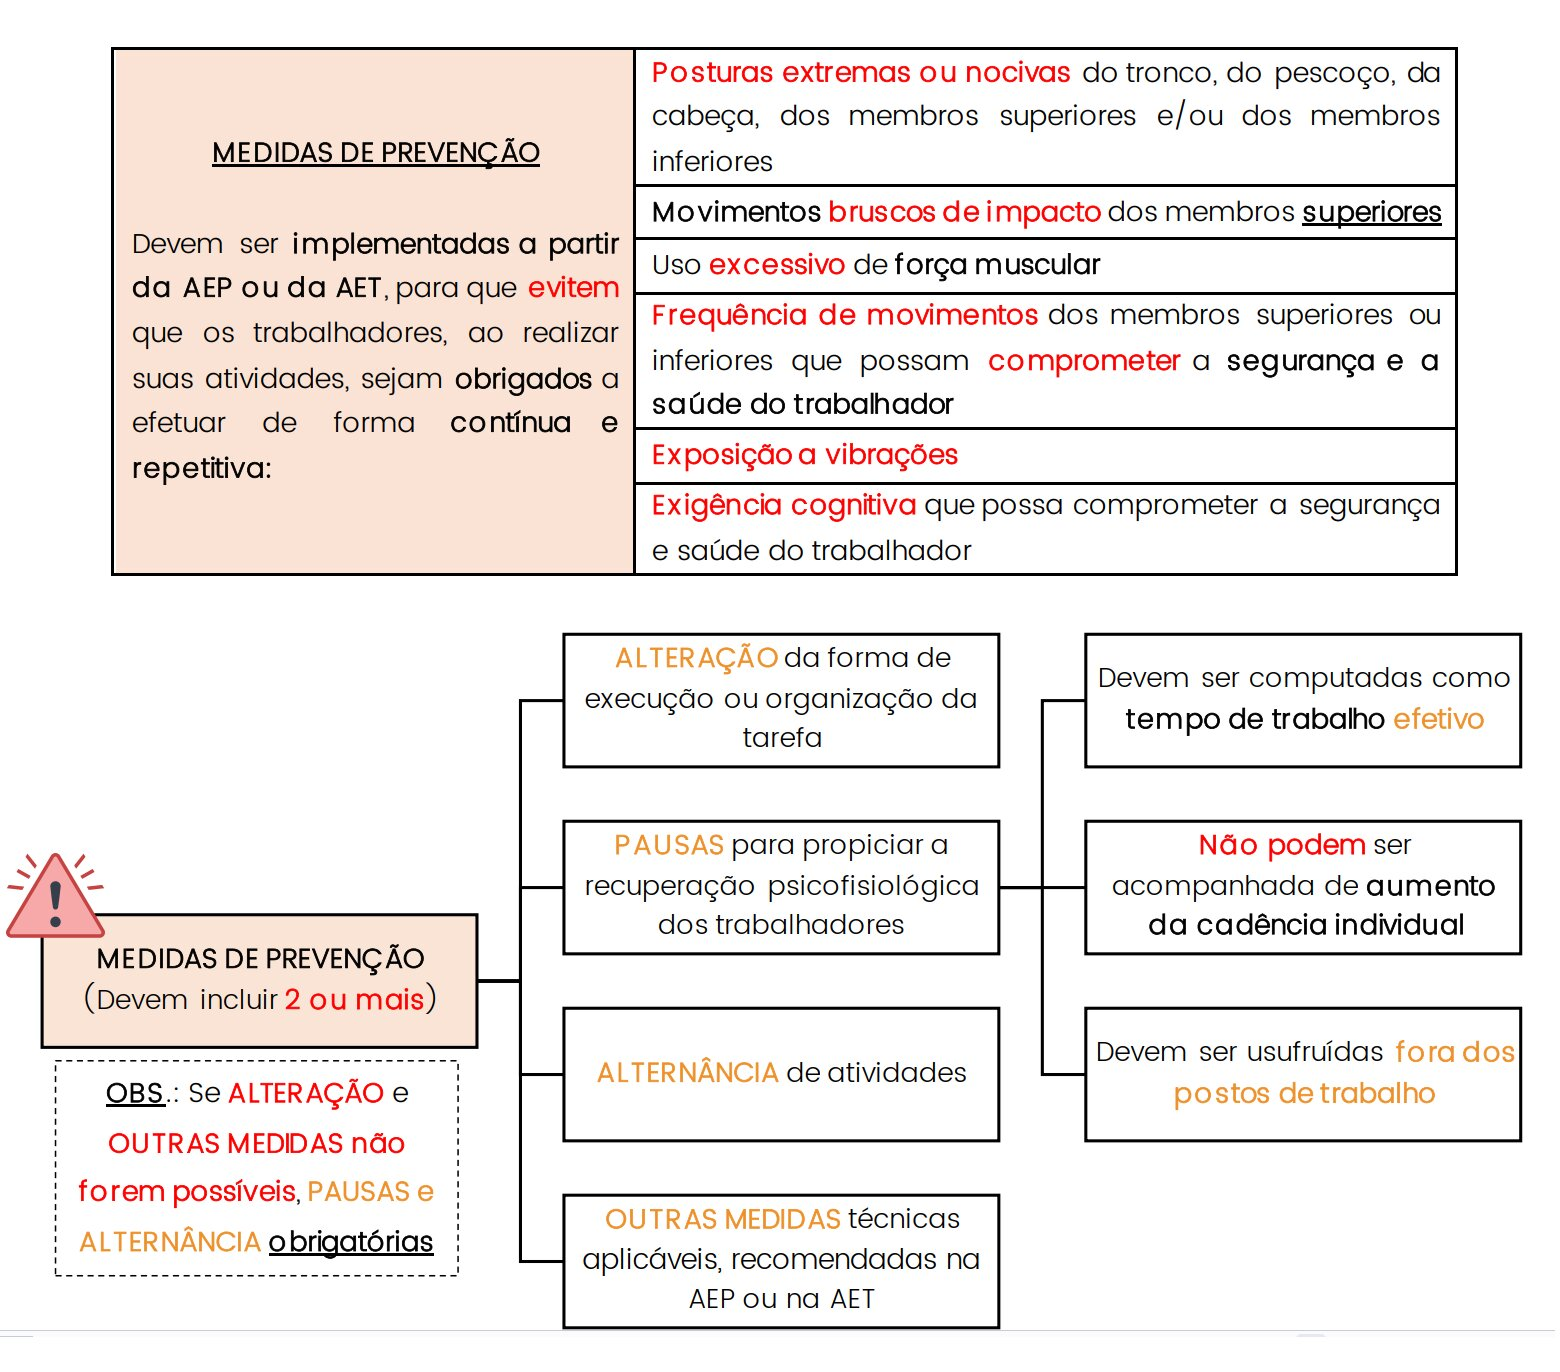 MEDIDAS DE PREVENÇÃO
Devem ser implementadas a partir
da AEP ou da AET, para que evitem
que os trabalhadores, ao realizar
suas atividades, sejam obrigados a
efetuar de forma contínua e
repetitiva:
Posturas extremas ou nocivas do tronco, do pescoço, da
cabeça, dos membros superiores e/ou dos membros
inferiores
Movimentos bruscos de impacto dos membros superiores
Uso excessivo de força muscular
Frequência de movimentos dos membros superiores ou
inferiores que possam comprometer a segurança e a
saúde do trabalhador
Exposição a vibrações
Exigência cognitiva que possa comprometer a segurança
e saúde do trabalhador
MEDIDAS DE PREVENÇÃO
(Devem incluir 2 ou mais)
OBS.: Se ALTERAÇÃO e
OUTRAS MEDIDAS não
forem possíveis, PAUSAS e
ALTERNÂNCIA obrigatórias
ALTERAÇÃO da forma de
execução ou organização da
tarefa
PAUSAS para propiciar a
recuperação psicofisiológica
dos trabalhadores
ALTERNÂNCIA de atividades
OUTRAS MEDIDAS técnicas
aplicáveis, recomendadas na
AEP ou na AET
Devem ser computadas como
tempo de trabalho efetivo
Não podem ser
acompanhada de aumento
da cadência individual
Devem ser usufruídas fora dos
postos de trabalho